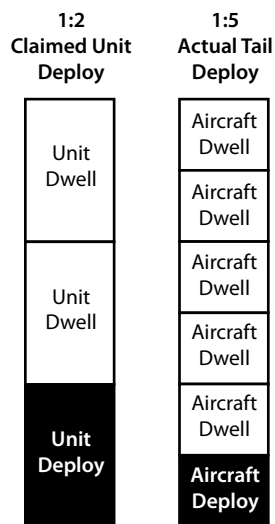 1:2
Claimed Unit
Deploy
1:5
Actual Tail
Deploy
Unit
Dwell
Unit
Dwell
Unit
Deploy
Aircraft
Dwell
Aircraft
Dwell
Aircraft
Dwell
Aircraft
Dwell
Aircraft
Dwell
Aircraft
Deploy